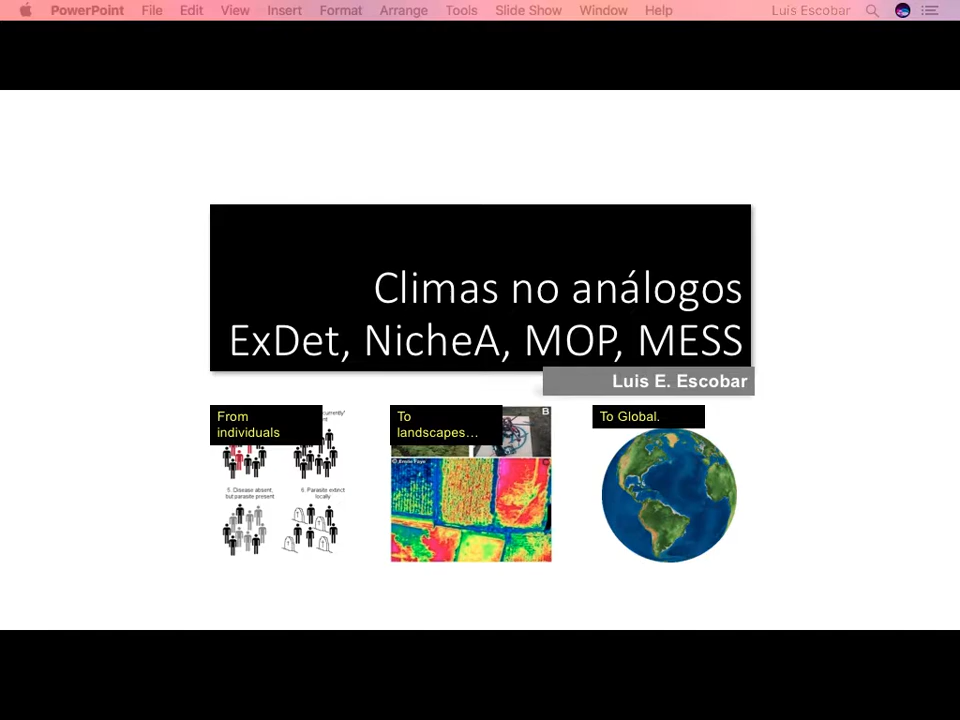 PowerPoint File Edit View Insert Format Arrange Tools Slide Show Window Help Luis Escobar
Climas no análogos
ExDet, NicheA, MOP, MESS
Luis E. Escobar
From
individuals
5. Disease absent,
but parasite present
6. Parasite extinct
locally
To
landscapes…
B
To Global.